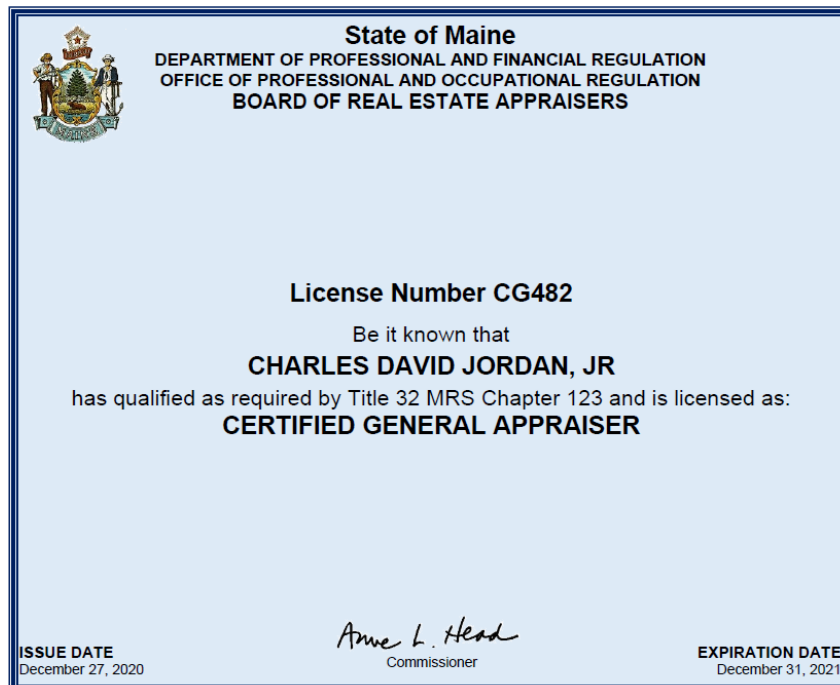 State of Maine
DEPARTMENT OF PROFESSIONAL AND FINANCIAL REGULATION
OFFICE OF PROFESSIONAL AND OCCUPATIONAL REGULATION
BOARD OF REAL ESTATE APPRAISERS
License Number CG482
Be it known that
CHARLES DAVID JORDAN, JR
has qualified as required by Title 32 MRS Chapter 123 and is licensed as:
CERTIFIED GENERAL APPRAISER
Anne L. Head
Commissioner
ISSUE DATE
December 27, 2020
EXPIRATION DATE
December 31, 2021